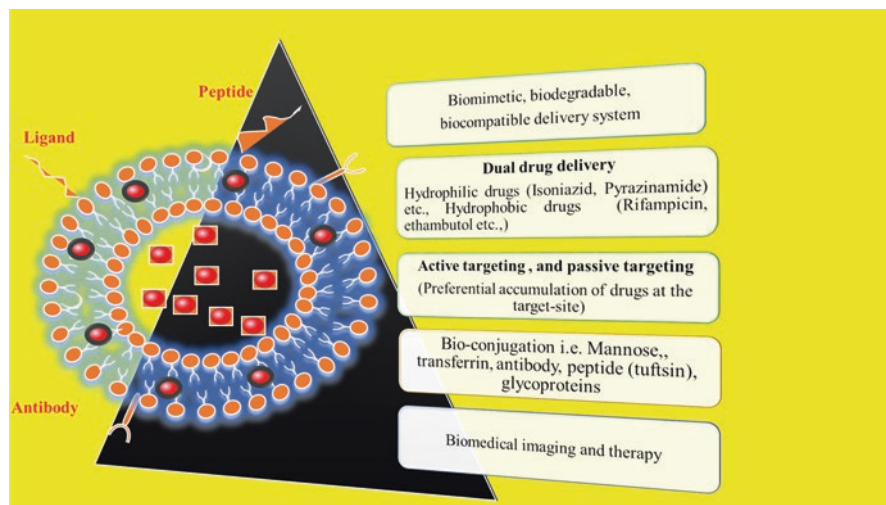 Peptide
Ligand
Antibody
Biomimetic, biodegradable,
biocompatible delivery system
Dual drug delivery
Hydrophilic drugs (Isoniazid, Pyrazinamide)
etc., Hydrophobic drugs (Rifampicin,
ethambutol etc.,)
Active targeting , and passive targeting
(Preferential accumulation of drugs at the
target-site)
Bio-conjugation i.e. Mannose,,
transferrin, antibody, peptide (tuftsin),
glycoproteins
Biomedical imaging and therapy